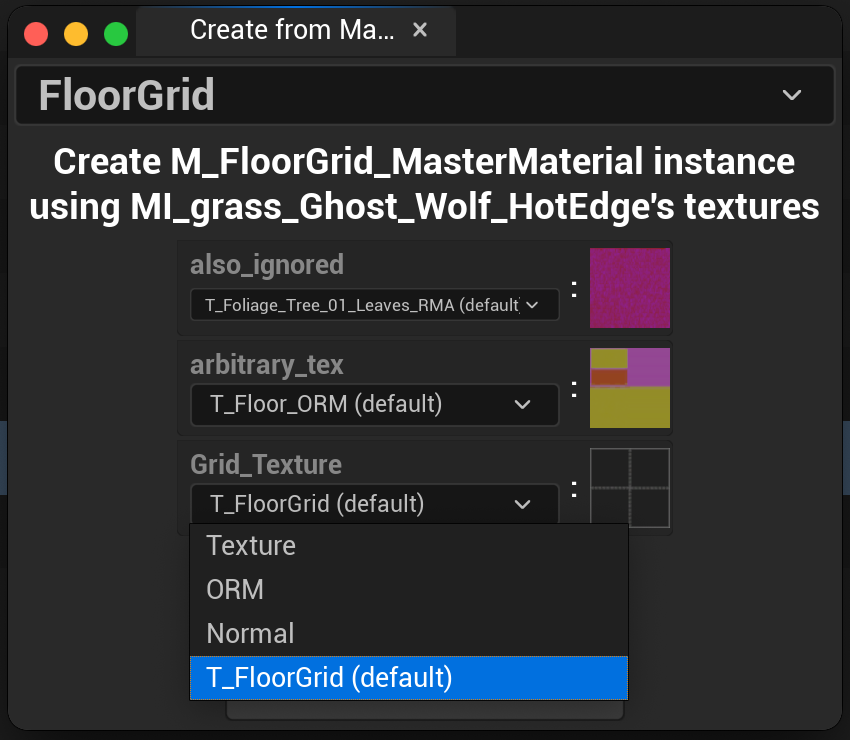 Create from Ma...
FloorGrid
Create M_FloorGrid_MasterMaterial instance
using MI_grass_Ghost_Wolf_HotEdge's textures
also_ignored
T_Foliage_Tree_01_Leaves_RMA (default)
:
arbitrary_tex
T_Floor_ORM (default)
:
Grid_Texture
T_FloorGrid (default)
:
Texture
ORM
Normal
T_FloorGrid (default)